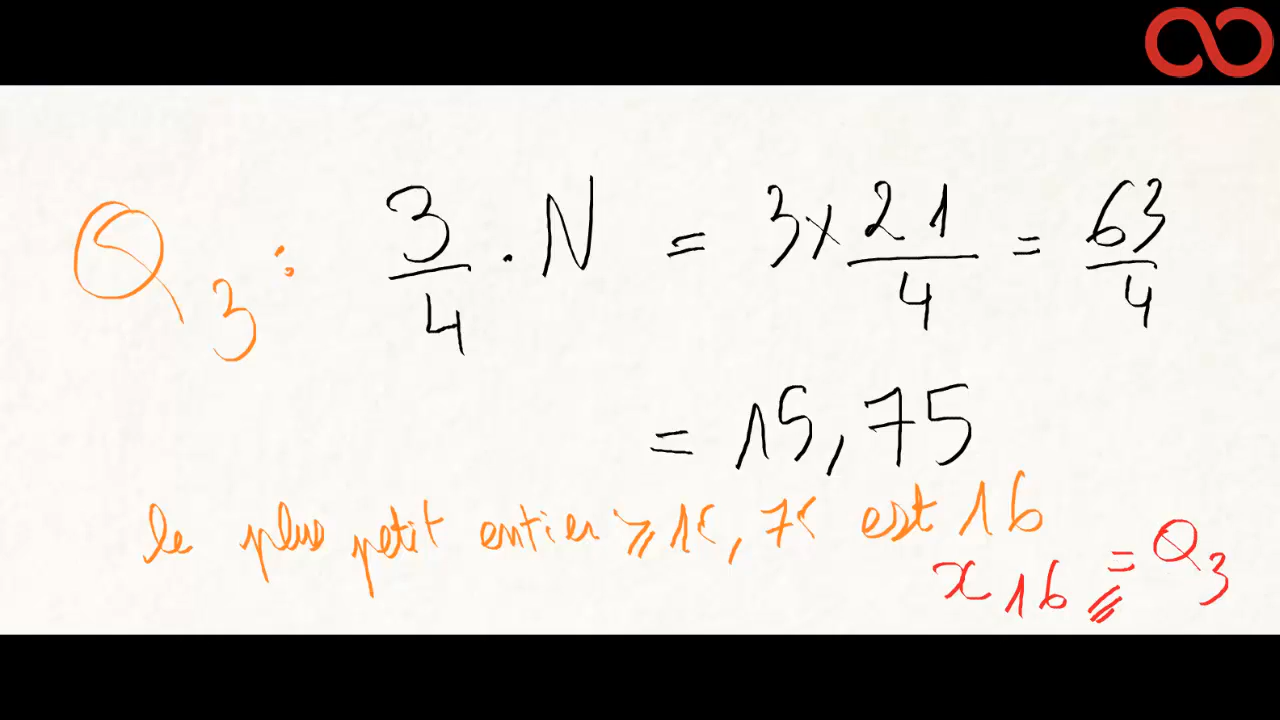 Q₃ : 3/4 . N = 3 × 21/4 = 63/4
= 15,75
le plus petit entier ⩾ 15,75 est 16
x₁₆ = Q₃